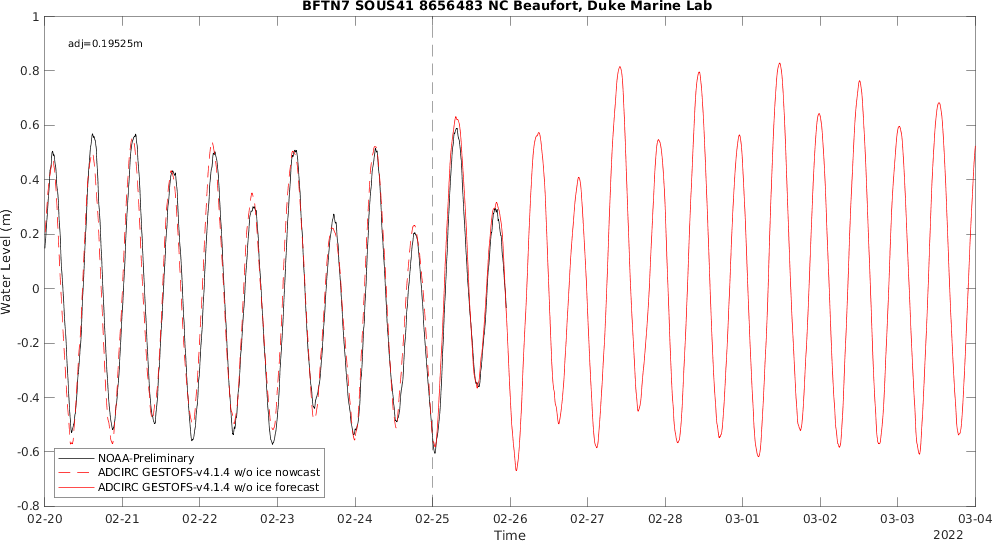 BFTN7 SOUS41 8656483 NC Beaufort, Duke Marine Lab
adj=0.19525m
1
0.8
0.6
0.4
0.2
0
-0.2
-0.4
-0.6
-0.8
Water Level (m)
NOAA-Preliminary
ADCIRC GESTOFS-v4.1.4 w/o ice nowcast
ADCIRC GESTOFS-v4.1.4 w/o ice forecast
02-20 02-21 02-22 02-23 02-24 02-25 02-26 02-27 02-28 03-01 03-02 03-03 03-04
Time
2022